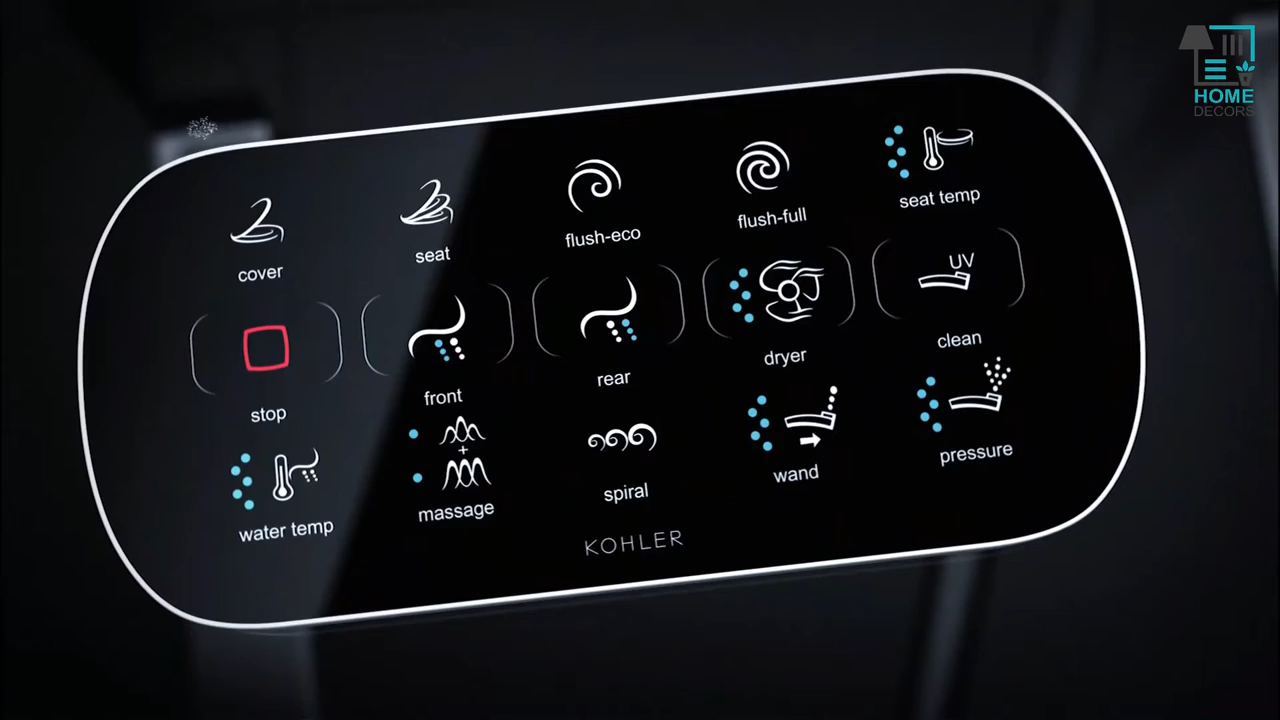 HOME
DECORS
cover
seat
flush-eco
flush-full
seat temp
stop
front
rear
dryer
UV
clean
water temp
+
massage
spiral
wand
pressure
KOHLER